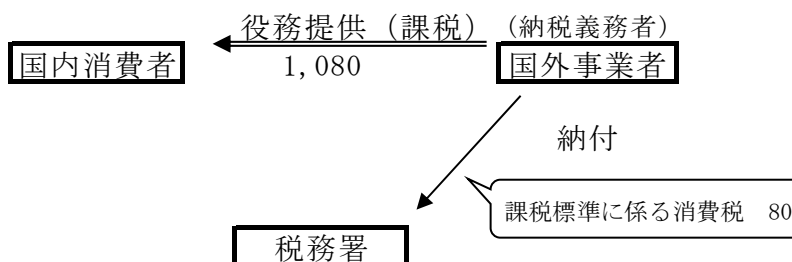 役務提供（課税）（納税義務者）
国内消費者 1,080 国外事業者
納付
課税標準に係る消費税 80
税務署